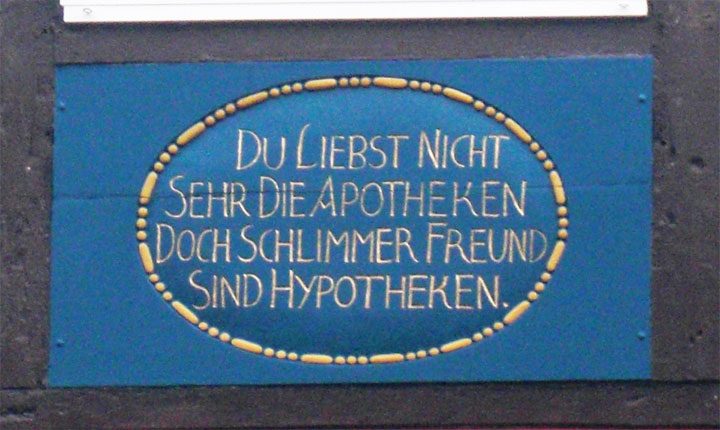 DU LIEBST NICHT
SEHR DIE APOTHEKEN
DOCH SCHLIMMER FREUND
SIND HYPOTHEKEN.